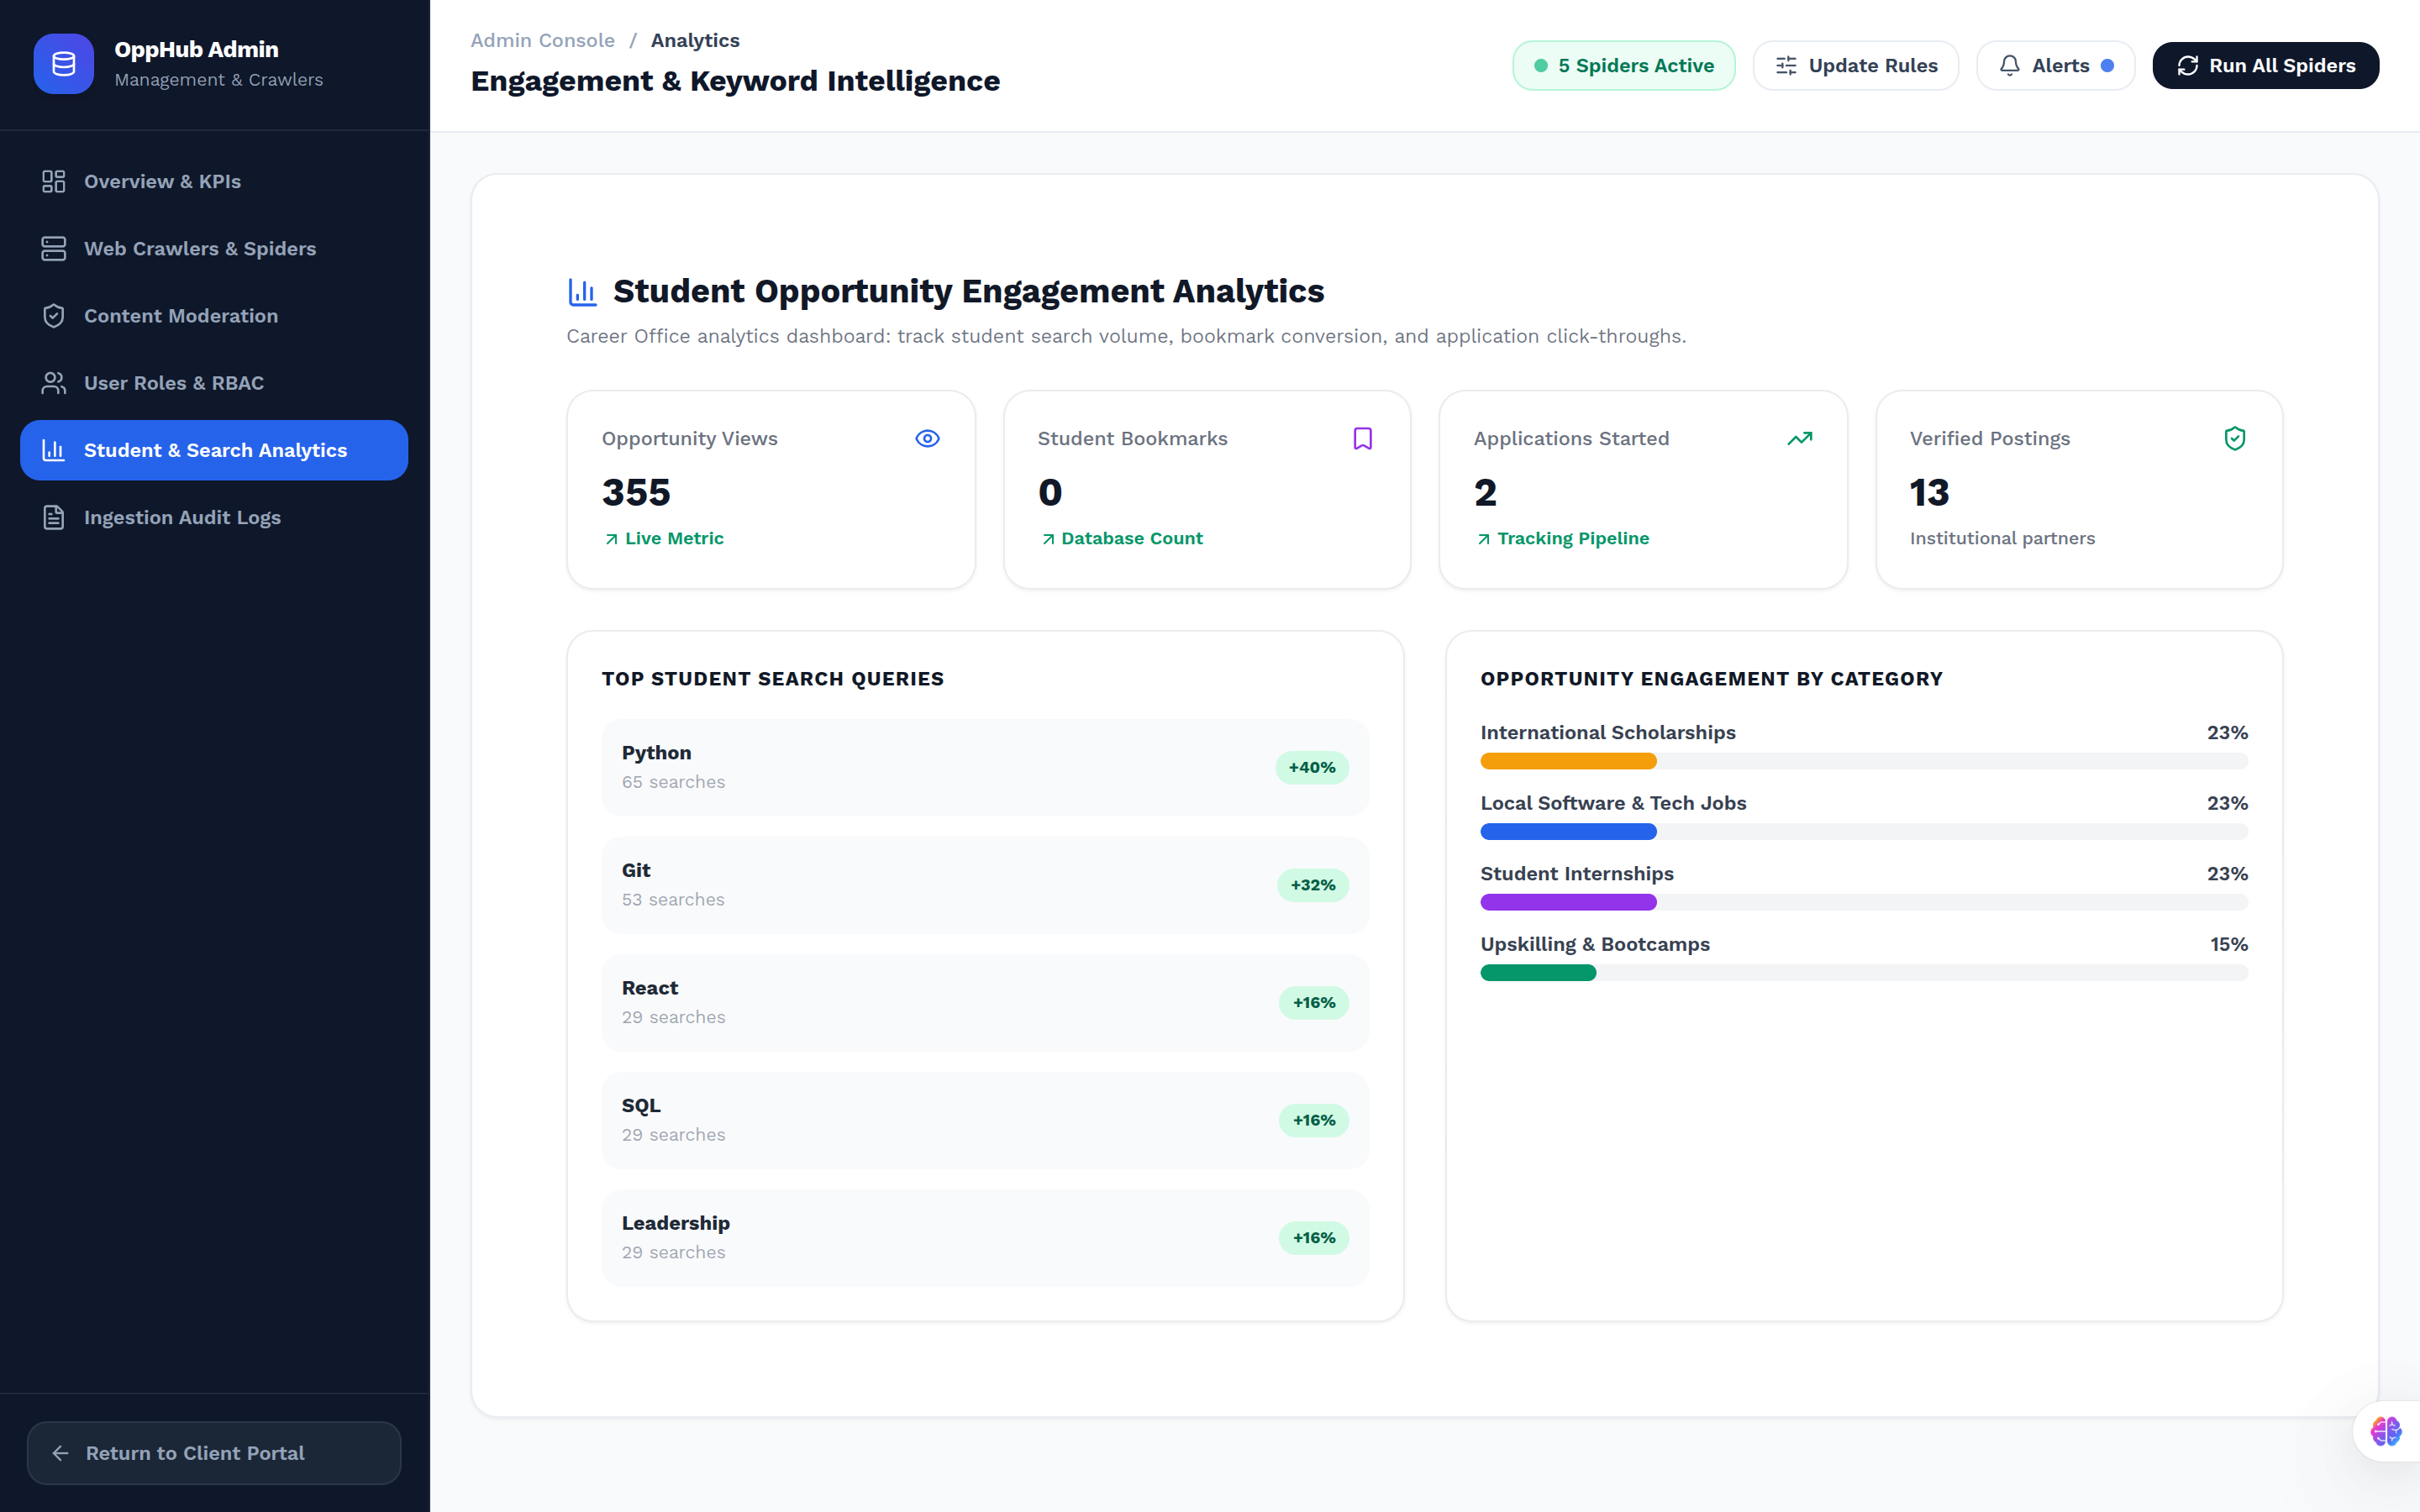 OppHub Admin
Management & Crawlers
Overview & KPIs
Web Crawlers & Spiders
Content Moderation
User Roles & RBAC
Student & Search Analytics
Ingestion Audit Logs
Return to Client Portal
Admin Console / Analytics
Engagement & Keyword Intelligence
5 Spiders Active
Update Rules
Alerts
Run All Spiders
Student Opportunity Engagement Analytics
Career Office analytics dashboard: track student search volume, bookmark conversion, and application click-throughs.
Opportunity Views
355
Live Metric
Student Bookmarks
0
Database Count
Applications Started
2
Tracking Pipeline
Verified Postings
13
Institutional partners
TOP STUDENT SEARCH QUERIES
Python
65 searches
+40%
Git
53 searches
+32%
React
29 searches
+16%
SQL
29 searches
+16%
Leadership
29 searches
+16%
OPPORTUNITY ENGAGEMENT BY CATEGORY
International Scholarships 23%
Local Software & Tech Jobs 23%
Student Internships 23%
Upskilling & Bootcamps 15%